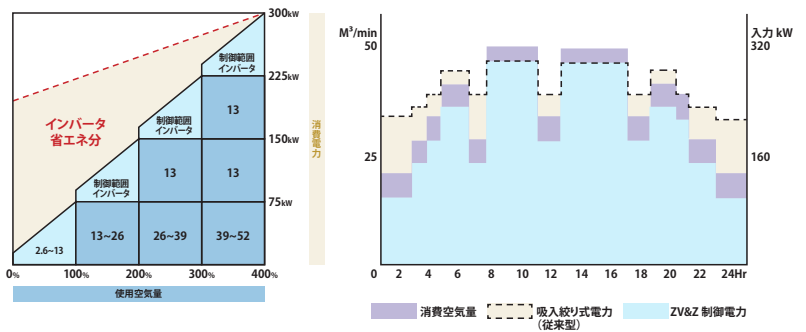 300kW
制御範囲
インバータ
225kW
13
インバータ
省エネ分
制御範囲
インバータ
150kW
消費電力
制御範囲
インバータ
13
13
75kW
2.6~13
13~26
26~39
39~52
0%
100%
200%
300%
400%
使用空気量
M³/min
入力 kW
50
320
25
160
0
2
4
6
8
10
12
14
16
18
20
22
24Hr
消費空気量
吸入絞り式電力
(従来型)
ZV&Z 制御電力